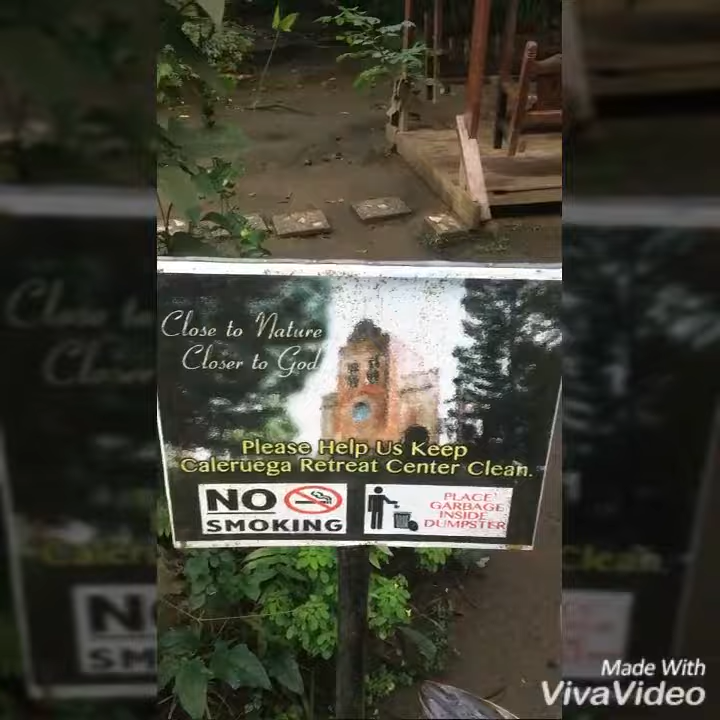 Close to Nature
Closer to God
Please Help Us Keep
Caleruega Retreat Center Clean.
NO
SMOKING
PLACE
GARBAGE
INSIDE
DUMPSTER
Made With
VivaVideo